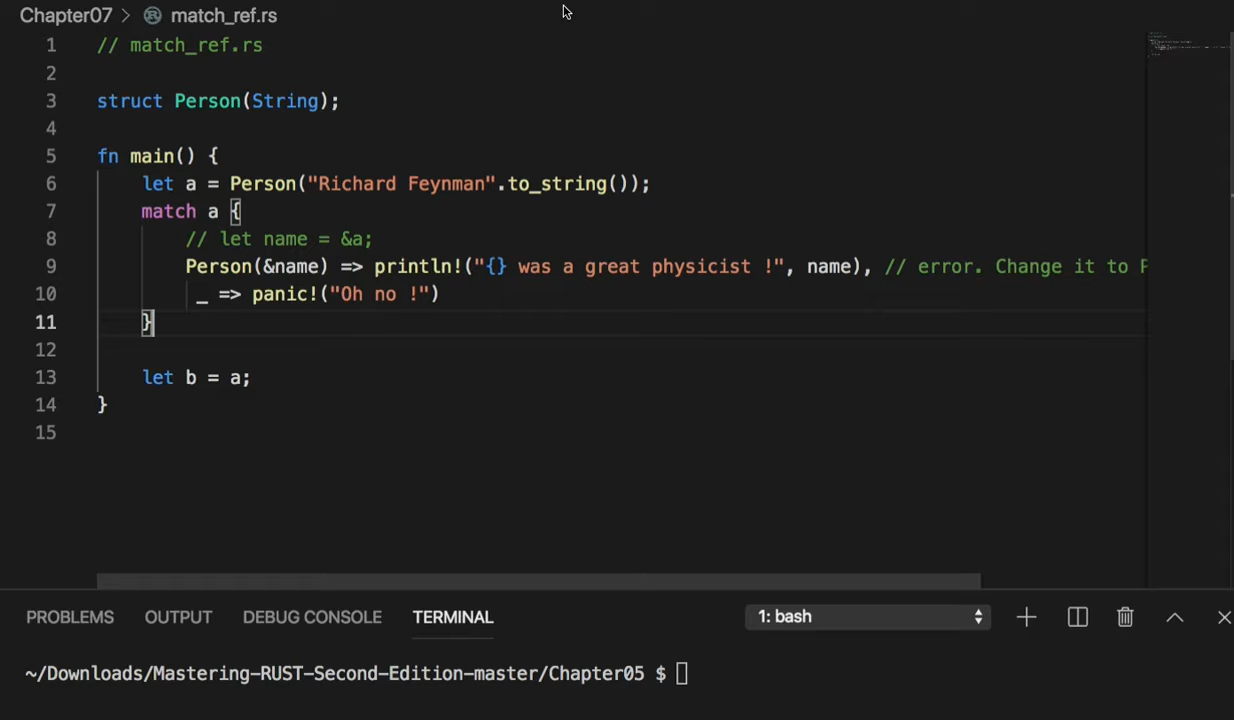 Chapter07 > match_ref.rs
1 // match_ref.rs
2
3 struct Person(String);
4
5 fn main() {
6     let a = Person("Richard Feynman".to_string());
7     match a {
8         // let name = &a;
9         Person(&name) => println!("{} was a great physicist !", name), // error. Change it to
10         _ => panic!("Oh no !")
11     }
12
13     let b = a;
14 }
15
PROBLEMS OUTPUT DEBUG CONSOLE TERMINAL 1: bash
~/Downloads/Mastering-RUST-Second-Edition-master/Chapter05 $